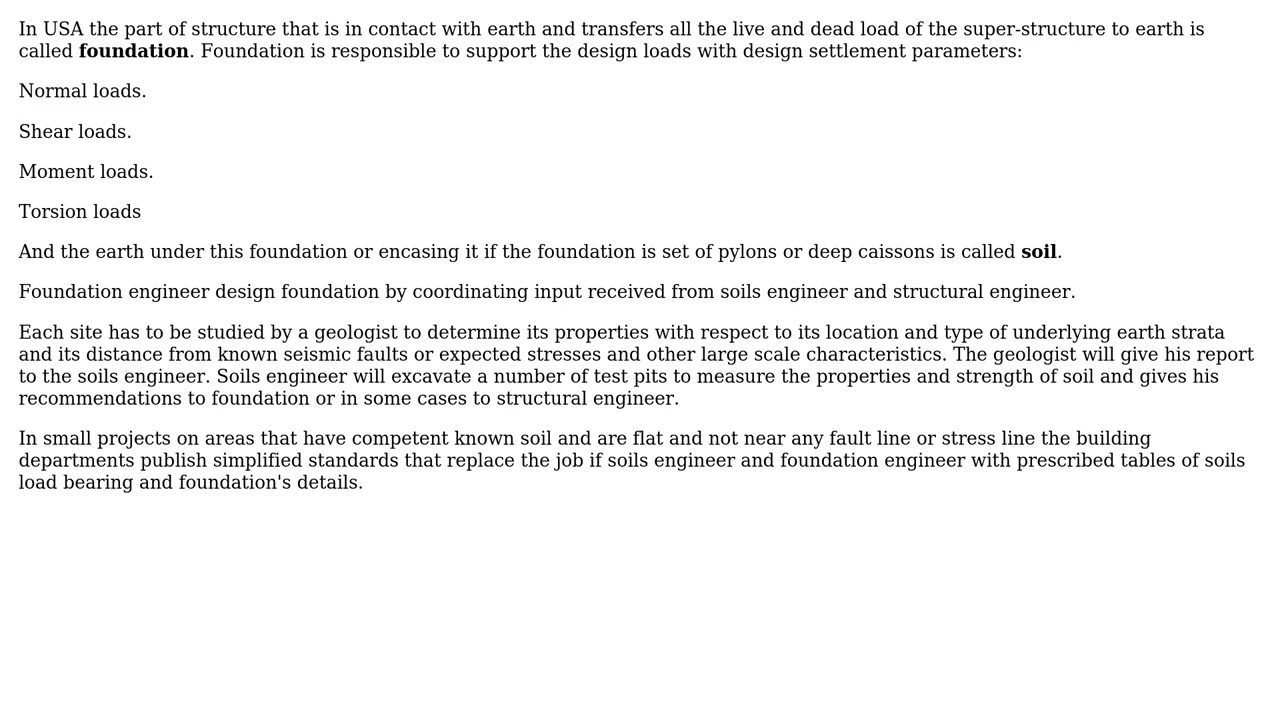 In USA the part of structure that is in contact with earth and transfers all the live and dead load of the super-structure to earth is
called foundation. Foundation is responsible to support the design loads with design settlement parameters:
Normal loads.
Shear loads.
Moment loads.
Torsion loads
And the earth under this foundation or encasing it if the foundation is set of pylons or deep caissons is called soil.
Foundation engineer design foundation by coordinating input received from soils engineer and structural engineer.
Each site has to be studied by a geologist to determine its properties with respect to its location and type of underlying earth strata
and its distance from known seismic faults or expected stresses and other large scale characteristics. The geologist will give his report
to the soils engineer. Soils engineer will excavate a number of test pits to measure the properties and strength of soil and gives his
recommendations to foundation or in some cases to structural engineer.
In small projects on areas that have competent known soil and are flat and not near any fault line or stress line the building
departments publish simplified standards that replace the job if soils engineer and foundation engineer with prescribed tables of soils
load bearing and foundation's details.